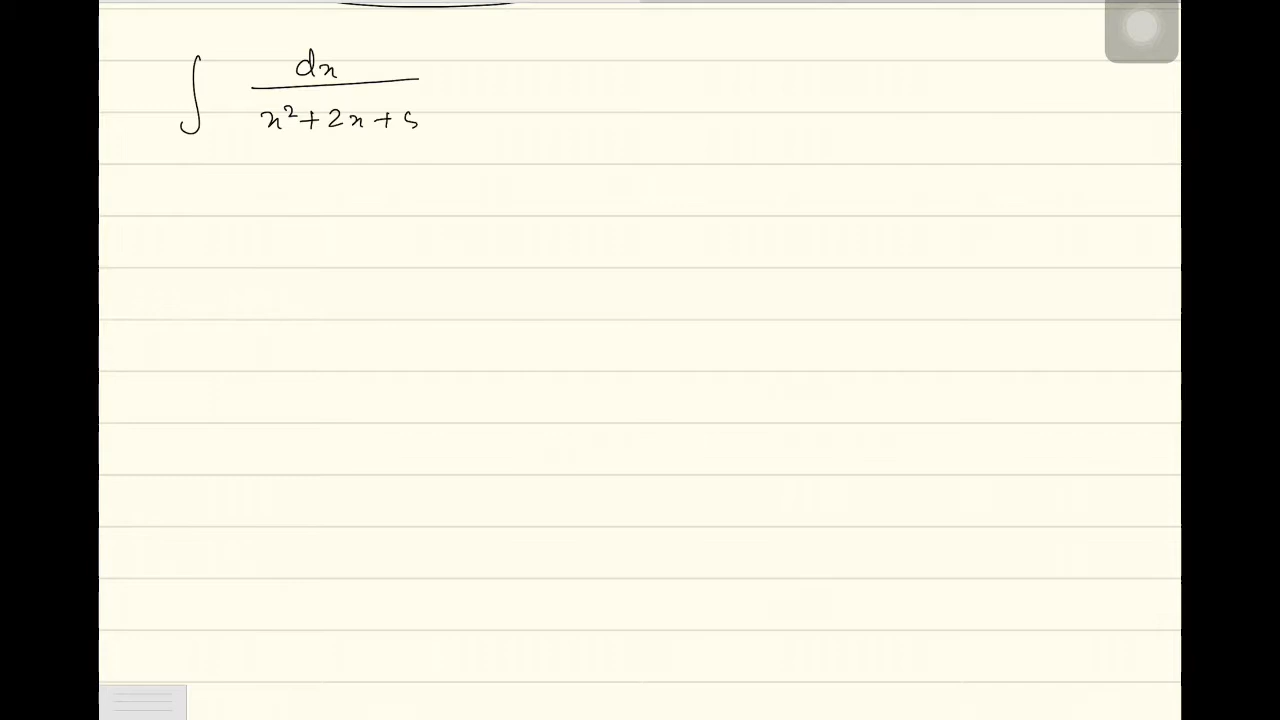 ∫ dx / x² + 2x + 5